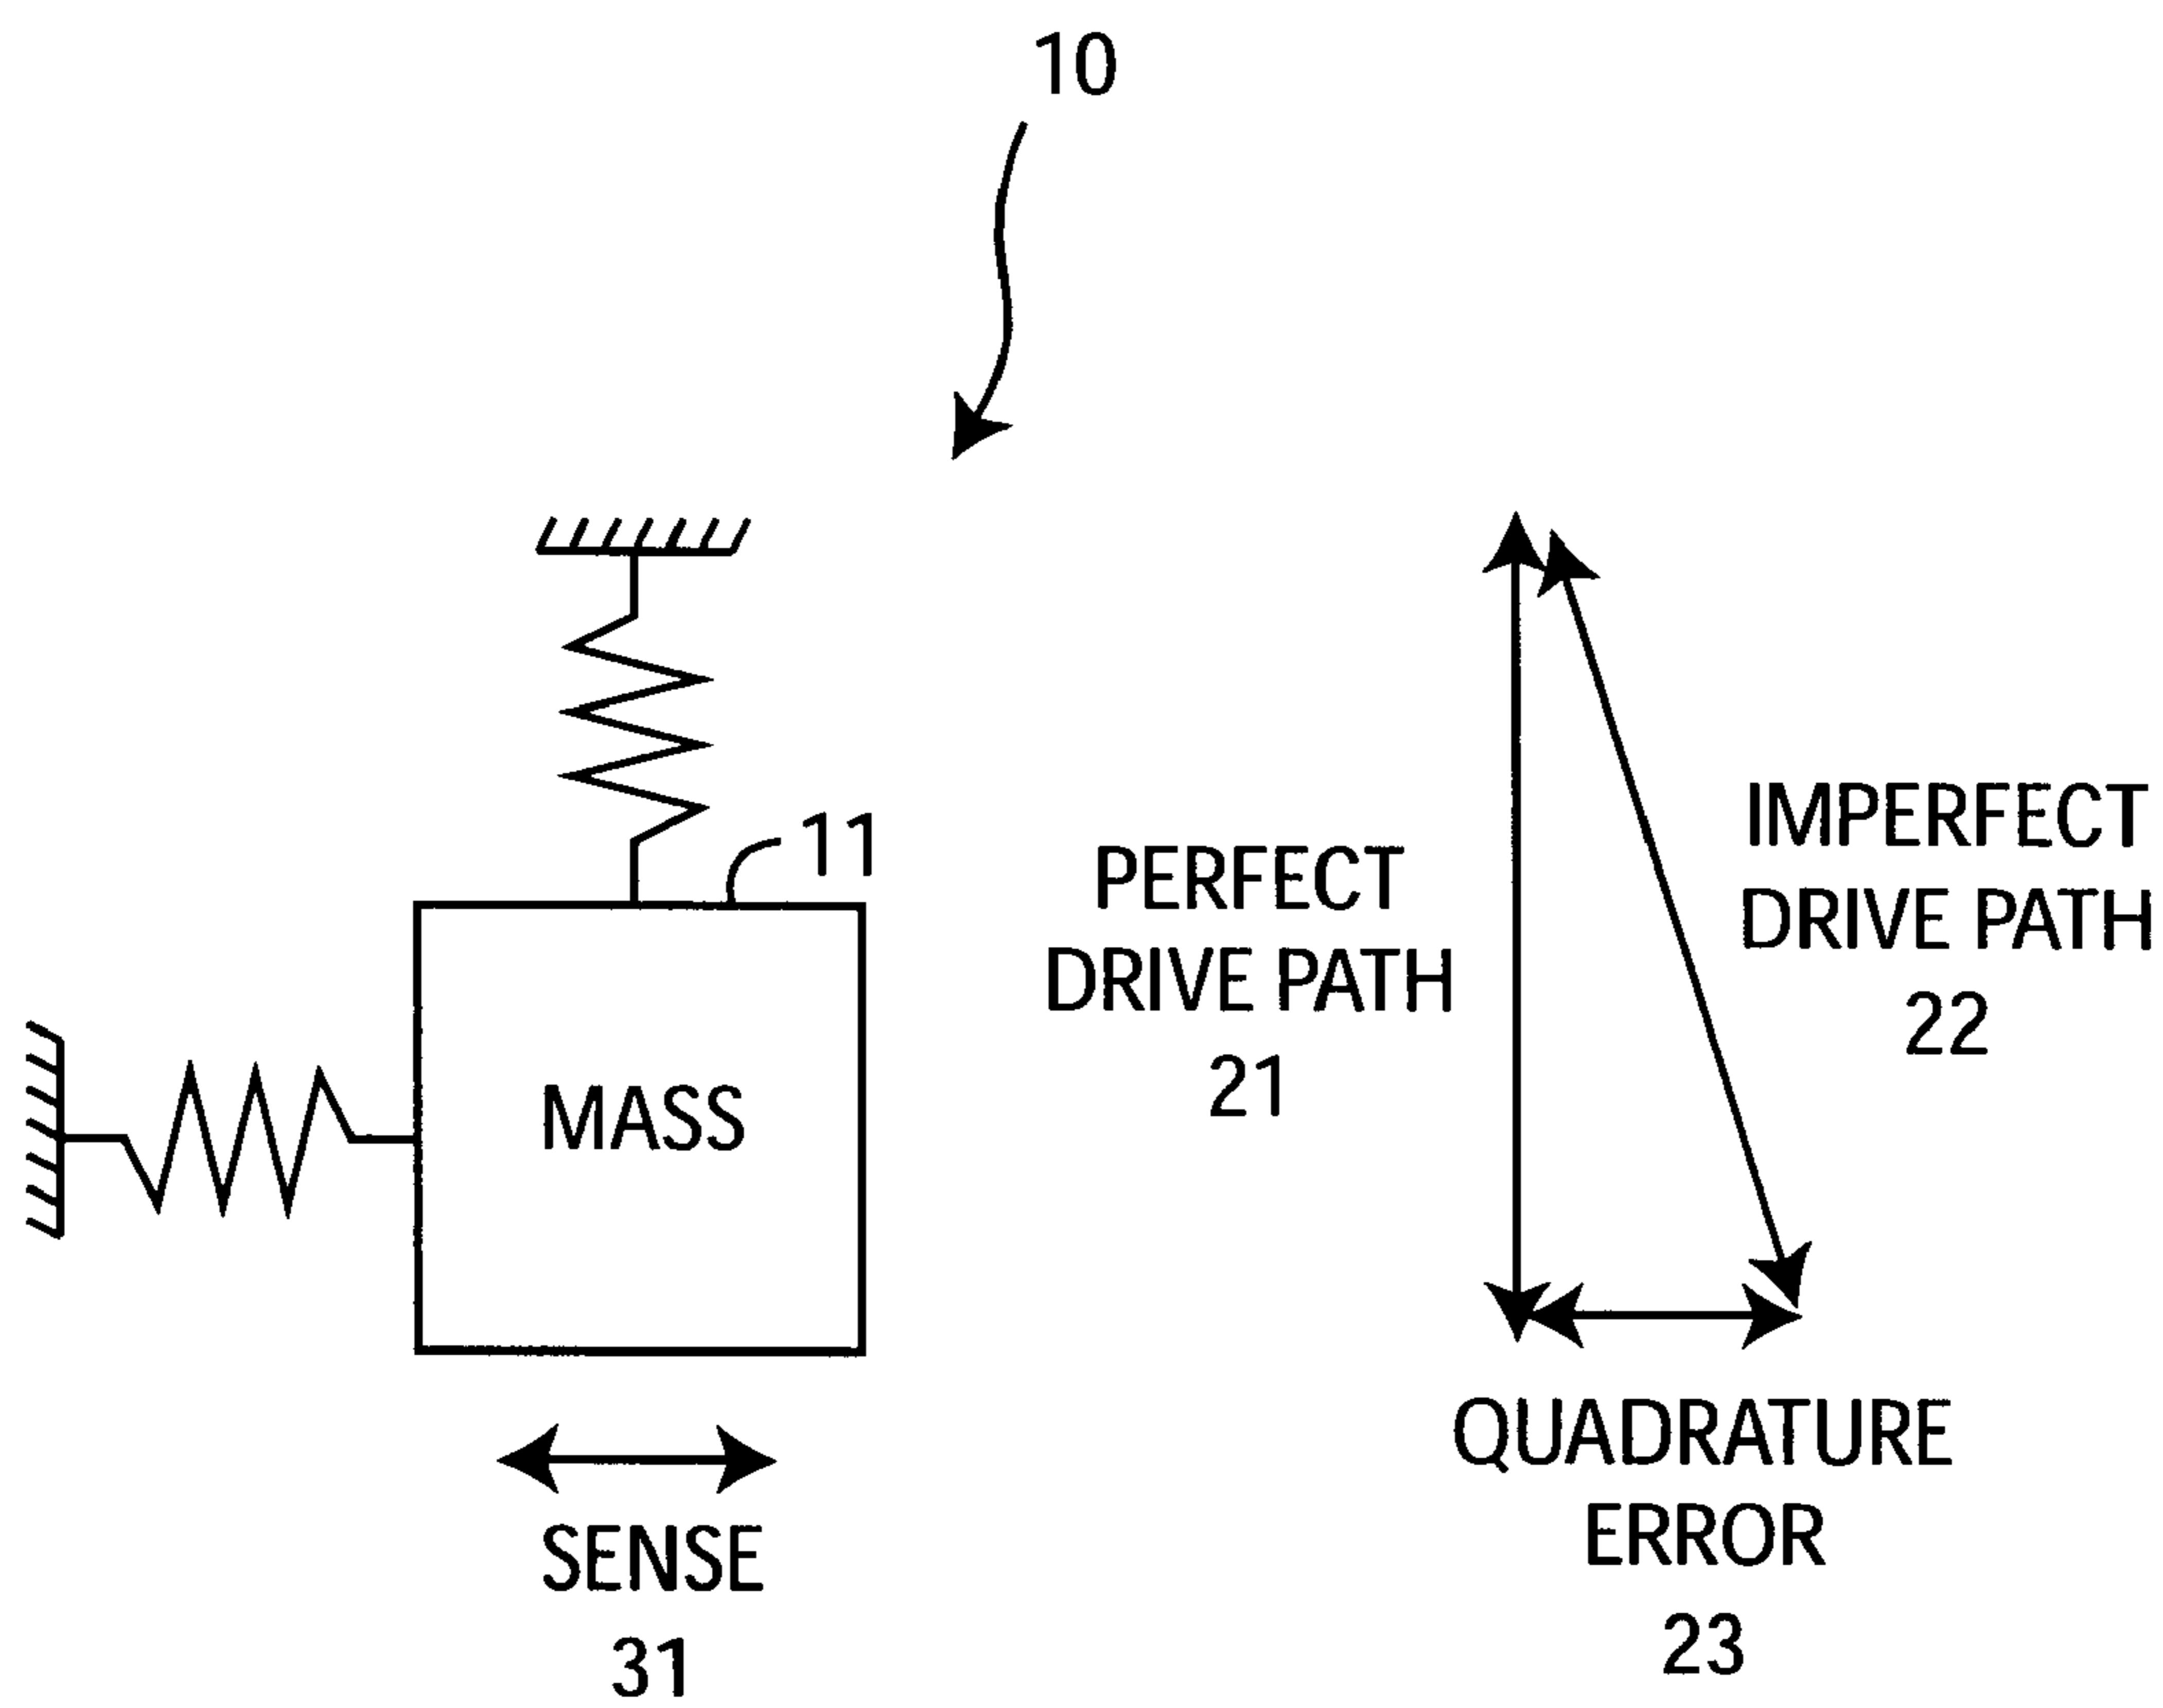 10
11
PERFECT
DRIVE PATH
21
IMPERFECT
DRIVE PATH
22
MASS
QUADRATURE
ERROR
23
SENSE
31